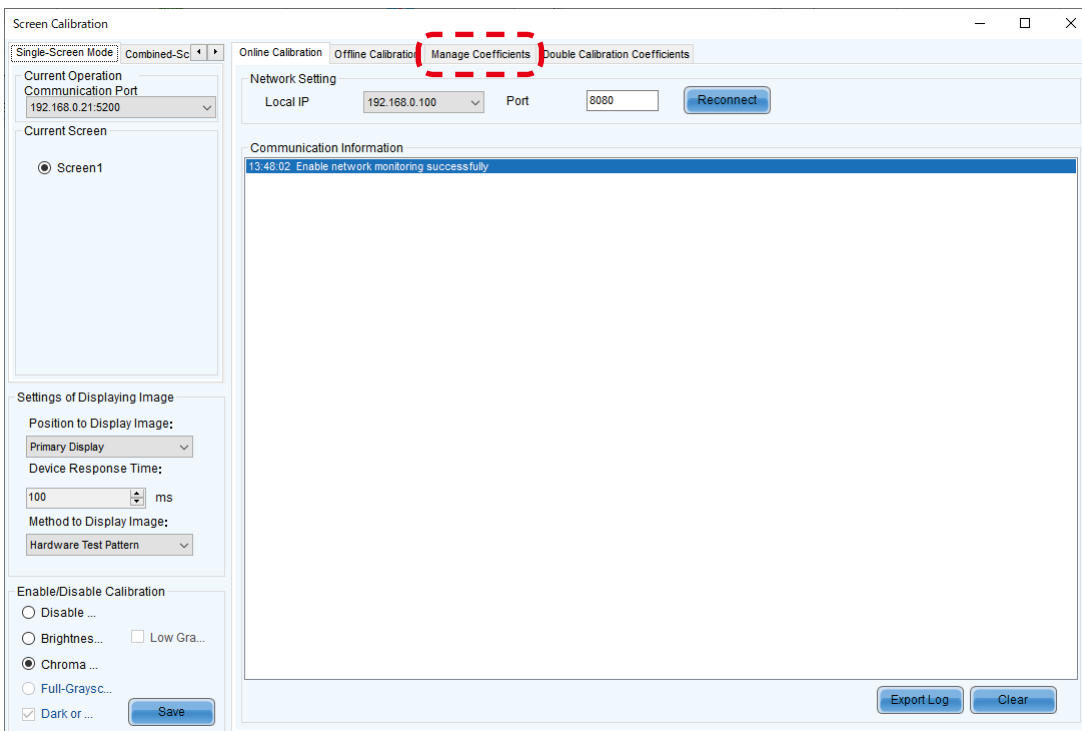 Screen Calibration
Single-Screen Mode
Combined-Sc
Current Operation
Communication Port
192.168.0.21:5200
Current Screen
Screen1
Settings of Displaying Image
Position to Display Image:
Primary Display
Device Response Time:
100 ms
Method to Display Image:
Hardware Test Pattern
Enable/Disable Calibration
Disable ...
Brightnes... Low Gra...
Chroma ...
Full-Graysc...
Dark or ... Save
Online Calibration Offline Calibration Manage Coefficients Double Calibration Coefficients
Network Setting
Local IP 192.168.0.100 Port 8080 Reconnect
Communication Information
13:48:02 Enable network monitoring successfully
Export Log Clear